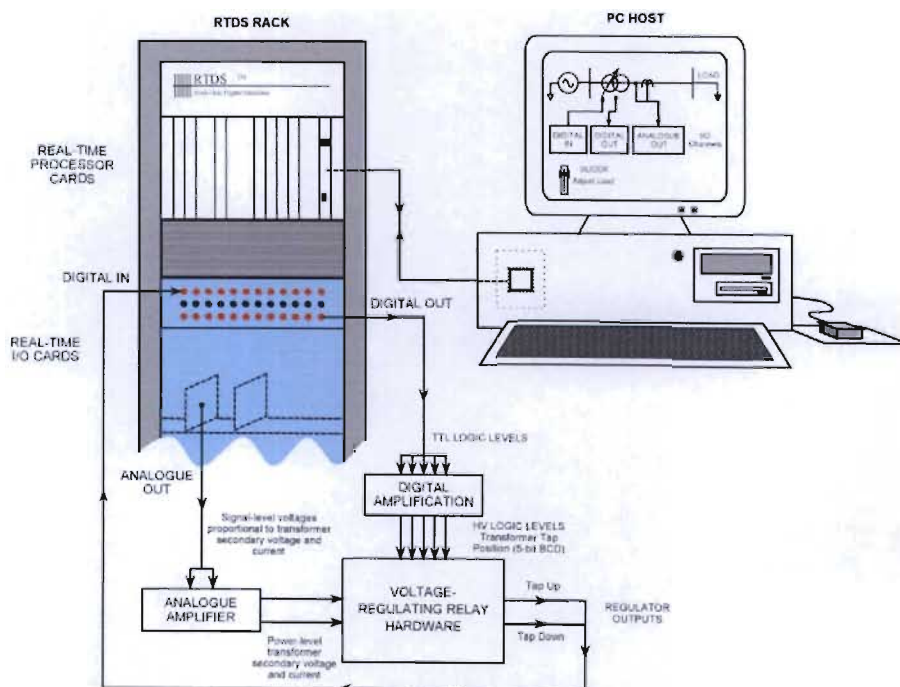 RTDS RACK
PC HOST
RTDS
REAL-TIME
PROCESSOR
CARDS
LOAD
DIGITAL
IN
DIGITAL
OUT
ANALOGUE
OUT
I/O
Channels
SLIDER
Adjust Load
DIGITAL IN
DIGITAL OUT
REAL-TIME
I/O CARDS
TTL LOGIC LEVELS
ANALOGUE
OUT
DIGITAL
AMPLIFICATION
Signal-level voltages
proportional to transformer
secondary voltage and
current
HV LOGIC LEVELS
Transformer Tap
Position (5-bit BCD)
ANALOGUE
AMPLIFIER
VOLTAGE-
REGULATING RELAY
HARDWARE
Tap Up
Tap Down
REGULATOR
OUTPUTS
Power-level
transformer
secondary voltage
and current